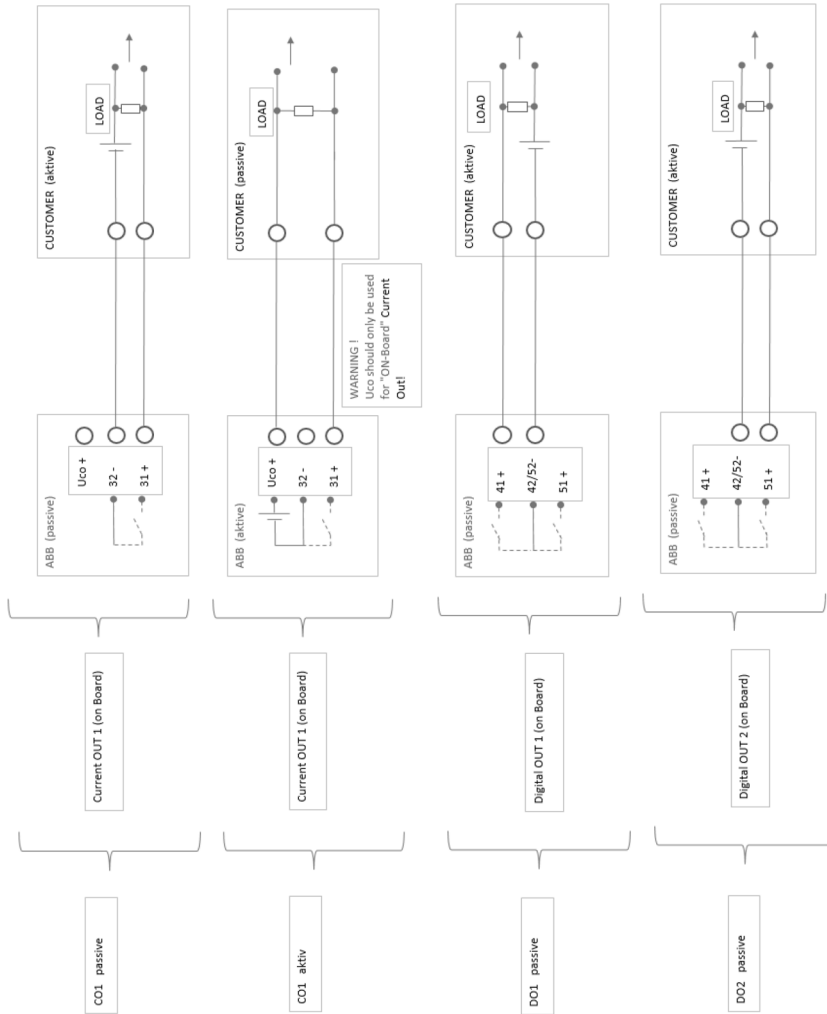 CO1 passive
Current OUT 1 (on Board)
ABB (passive)
Uco +
32 -
31 +
CUSTOMER (aktive)
LOAD
CO1 aktiv
Current OUT 1 (on Board)
ABB (aktive)
Uco +
32 -
31 +
WARNING !
Uco should only be used
for "ON-Board" Current
Out!
CUSTOMER (passive)
LOAD
DO1 passive
Digital OUT 1 (on Board)
ABB (passive)
41 +
42/52-
51 +
CUSTOMER (aktive)
LOAD
DO2 passive
Digital OUT 2 (on Board)
ABB (passive)
41 +
42/52-
51 +
CUSTOMER (aktive)
LOAD